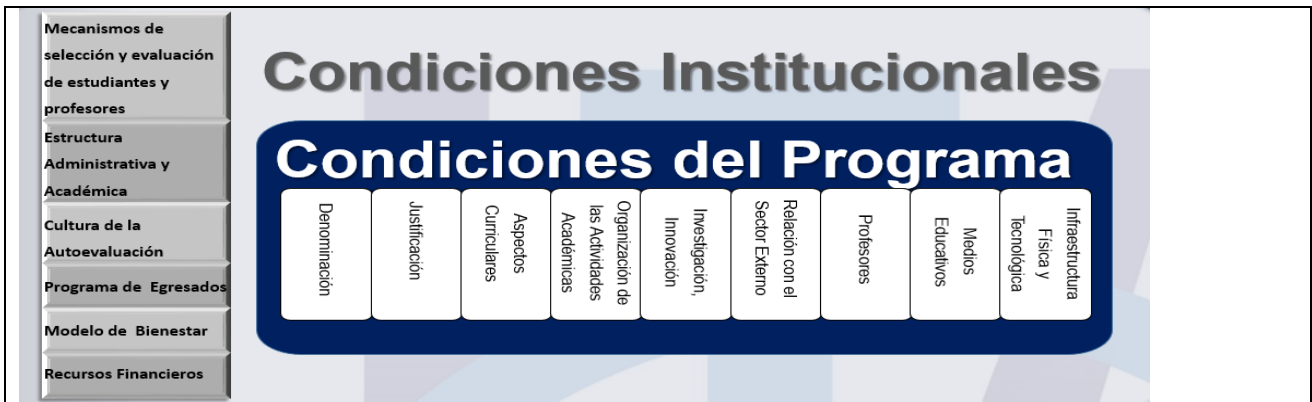 Mecanismos de
selección y evaluación
de estudiantes y
profesores
Estructura
Administrativa y
Académica
Cultura de la
Autoevaluación
Programa de Egresados
Modelo de Bienestar
Recursos Financieros
Condiciones Institucionales
Condiciones del Programa
Denominación
Justificación
Aspectos
Curriculares
Organización de
las Actividades
Académicas
Investigación,
Innovación
Relación con el
Sector Externo
Profesores
Medios
Educativos
Infraestructura
Física y
Tecnológica